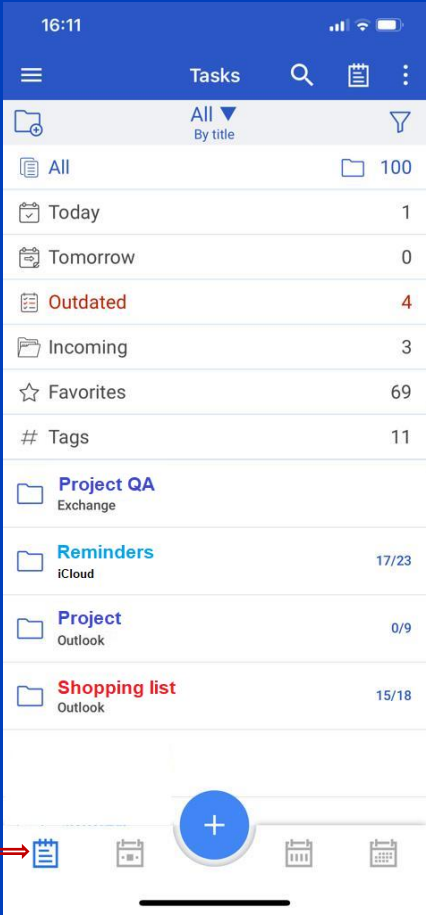 16:11
Tasks
All ▼
By title
All 100
Today 1
Tomorrow 0
Outdated 4
Incoming 3
Favorites 69
# Tags 11
Project QA
Exchange
Reminders
iCloud
17/23
Project
Outlook
0/9
Shopping list
Outlook
15/18